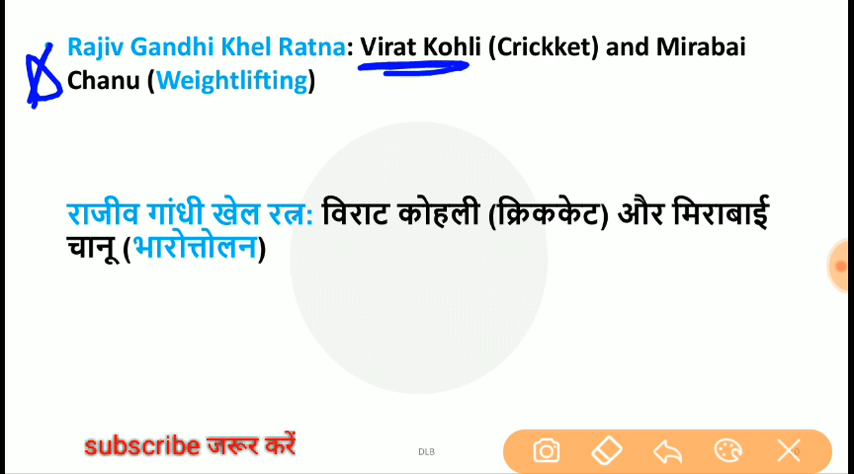 Rajiv Gandhi Khel Ratna: Virat Kohli (Crickket) and Mirabai
Chanu (Weightlifting)
राजीव गांधी खेल रत्न: विराट कोहली (क्रिककेट) और मिराबाई
चानू (भारोत्तोलन)
subscribe जरूर करें
DLB